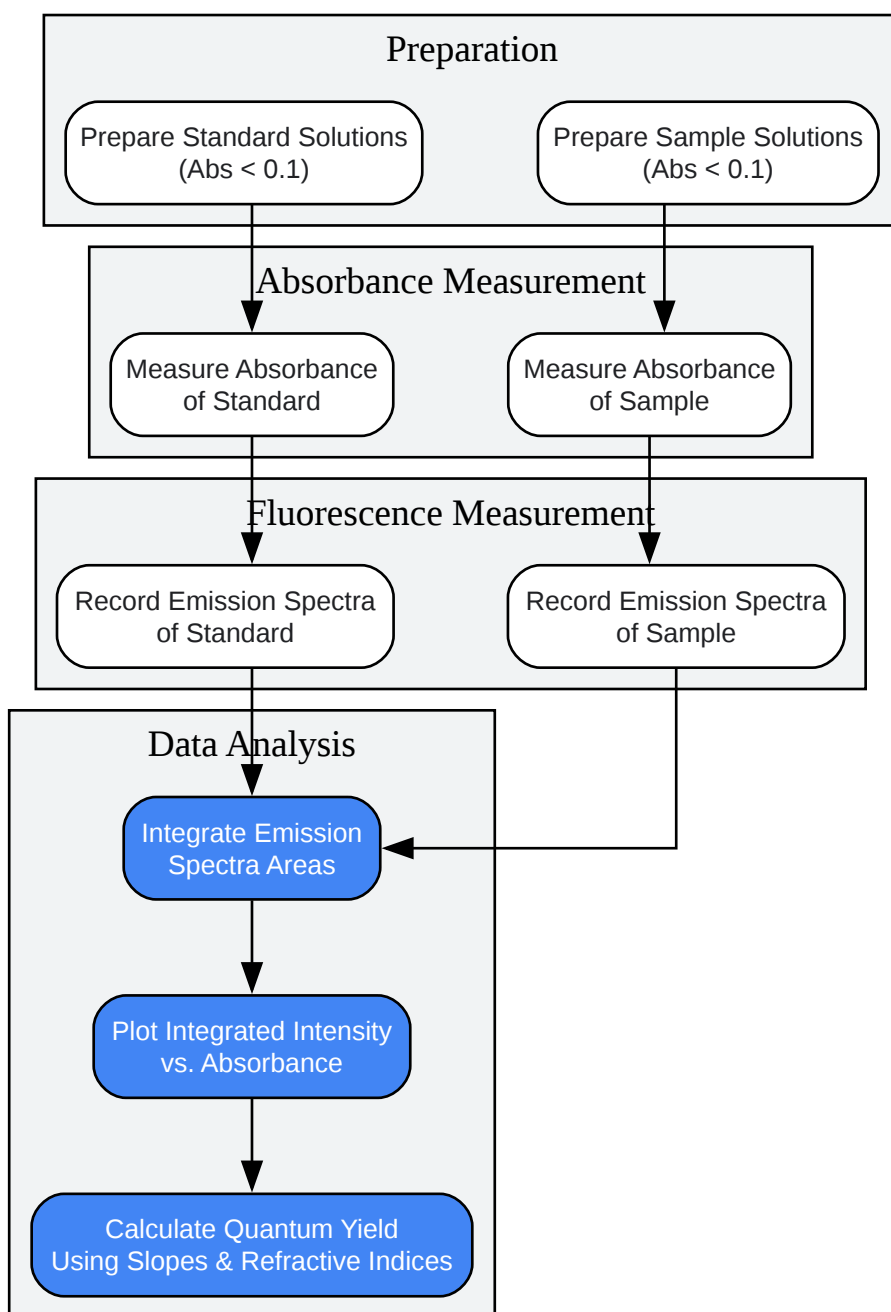 Preparation
Prepare Standard Solutions
(Abs < 0.1)
Prepare Sample Solutions
(Abs < 0.1)
Absorbance Measurement
Measure Absorbance
of Standard
Measure Absorbance
of Sample
Fluorescence Measurement
Record Emission Spectra
of Standard
Record Emission Spectra
of Sample
Data Analysis
Integrate Emission
Spectra Areas
Plot Integrated Intensity
vs. Absorbance
Calculate Quantum Yield
Using Slopes & Refractive Indices